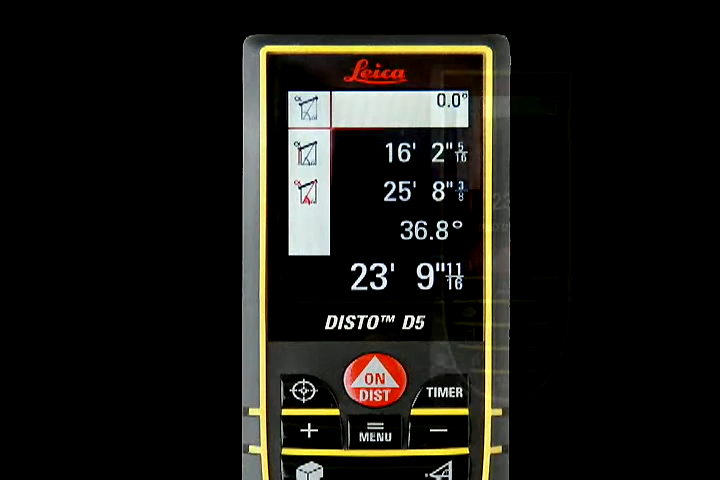 Leica
0.0°
16' 2" 5/16
25' 8" 3/8
36.8°
23' 9" 11/16
DISTO™ D5
ON
DIST
TIMER
+
MENU
−